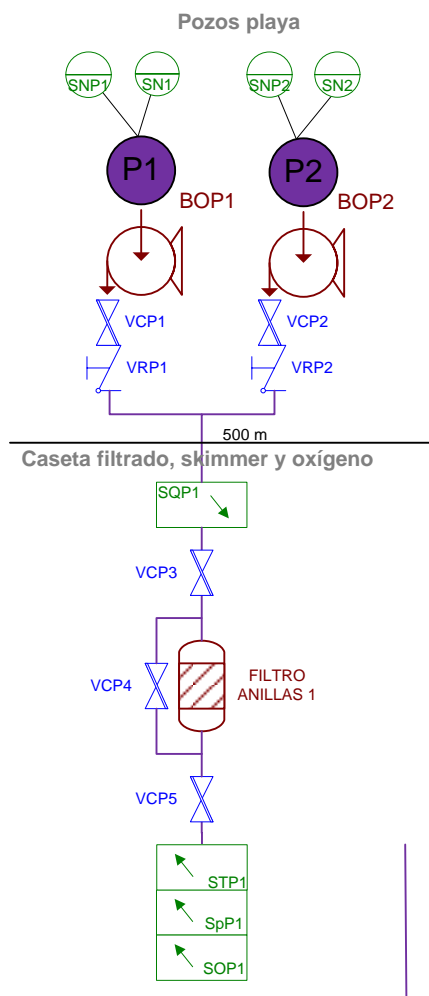 Pozos playa
SNP1
SN1
SNP2
SN2
P1
P2
BOP1
BOP2
VCP1
VCP2
VRP1
VRP2
500 m
Caseta filtrado, skimmer y oxígeno
SQP1
VCP3
VCP4
FILTRO
ANILLAS 1
VCP5
STP1
SpP1
SOP1